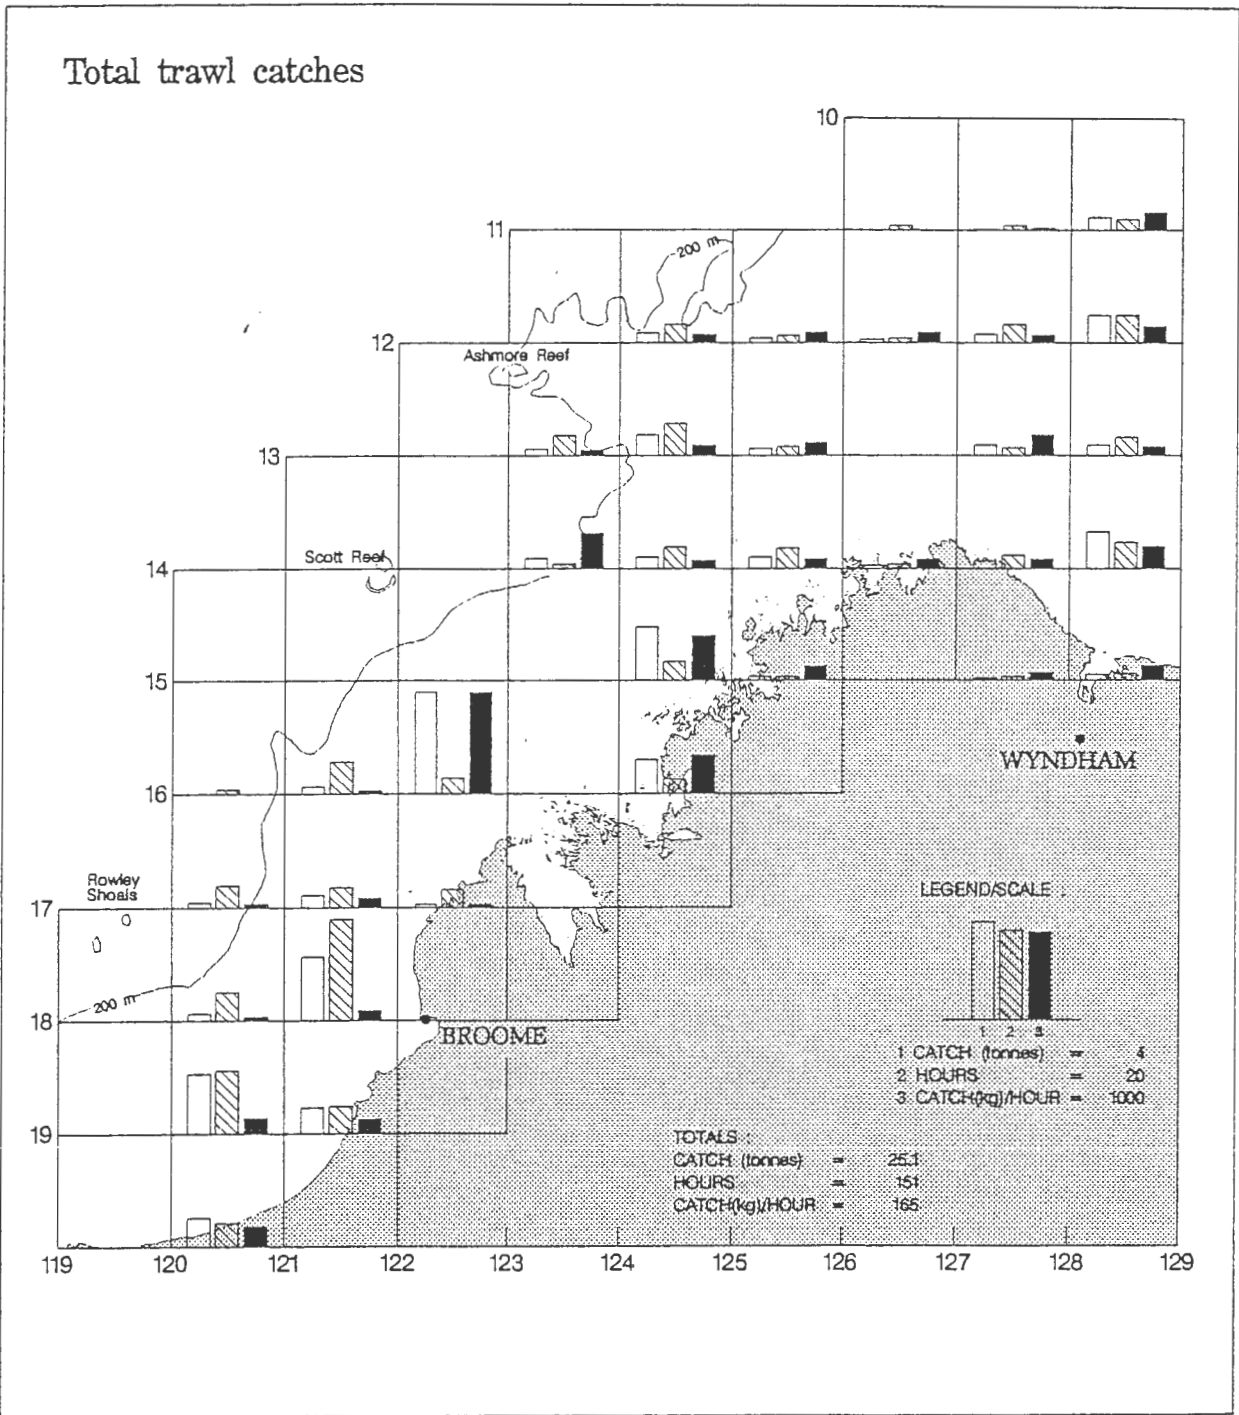 Total trawl catches
10
11
200 m
12
Ashmore Reef
13
Scott Reef
14
15
WYNDHAM
16
Rowley
Shoals
LEGEND/SCALE :
17
200 m
18
BROOME
1 2 3
1 CATCH (tonnes) = 4
2 HOURS = 20
3 CATCH(kg)/HOUR = 1000
19
TOTALS :
CATCH (tonnes) = 25.1
HOURS = 151
CATCH(kg)/HOUR = 165
119 120 121 122 123 124 125 126 127 128 129